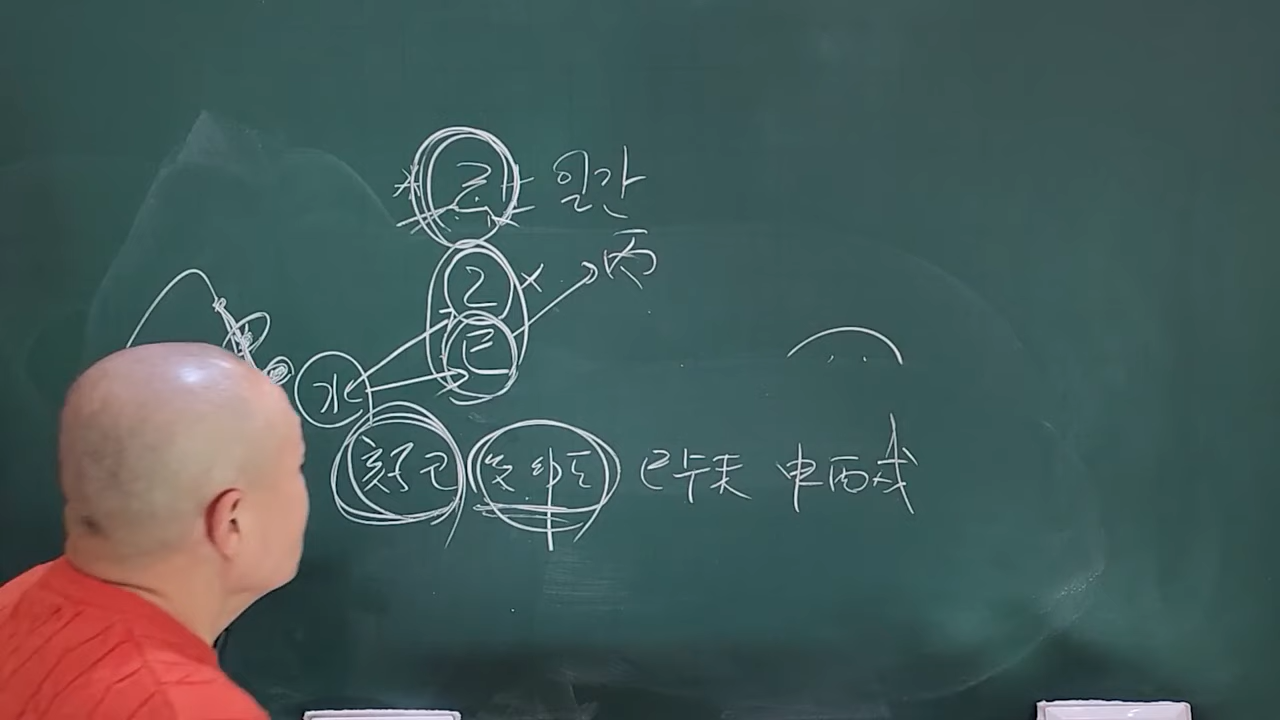 일간
乙 丙
巳
水
亥子丑 寅卯辰 巳午未 申酉戌